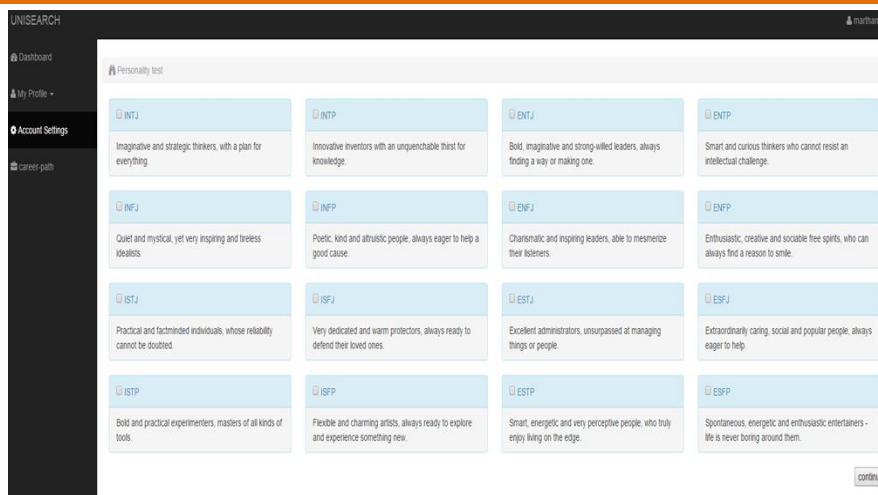 UNISEARCH
marthan
Dashboard
Personality test
My Profile
INTJ
INTP
ENTJ
ENTP
Account Settings
Imaginative and strategic thinkers, with a plan for
everything.
Innovative inventors with an unquenchable thirst for
knowledge.
Bold, imaginative and strong-willed leaders, always
finding a way or making one.
Smart and curious thinkers who cannot resist an
intellectual challenge.
career-path
INFJ
INFP
ENFJ
ENFP
Quiet and mystical, yet very inspiring and tireless
idealists.
Poetic, kind and altruistic people, always eager to help a
good cause.
Charismatic and inspiring leaders, able to mesmerize
their listeners.
Enthusiastic, creative and sociable free spirits, who can
always find a reason to smile.
ISTJ
ISFJ
ESTJ
ESFJ
Practical and factminded individuals, whose reliability
cannot be doubted.
Very dedicated and warm protectors, always ready to
defend their loved ones.
Excellent administrators, unsurpassed at managing
things or people.
Extraordinarily caring, social and popular people, always
eager to help.
ISTP
ISFP
ESTP
ESFP
Bold and practical experimenters, masters of all kinds of
tools.
Flexible and charming artists, always ready to explore
and experience something new.
Smart, energetic and very perceptive people, who truly
enjoy living on the edge.
Spontaneous, energetic and enthusiastic entertainers -
life is never boring around them.
continu